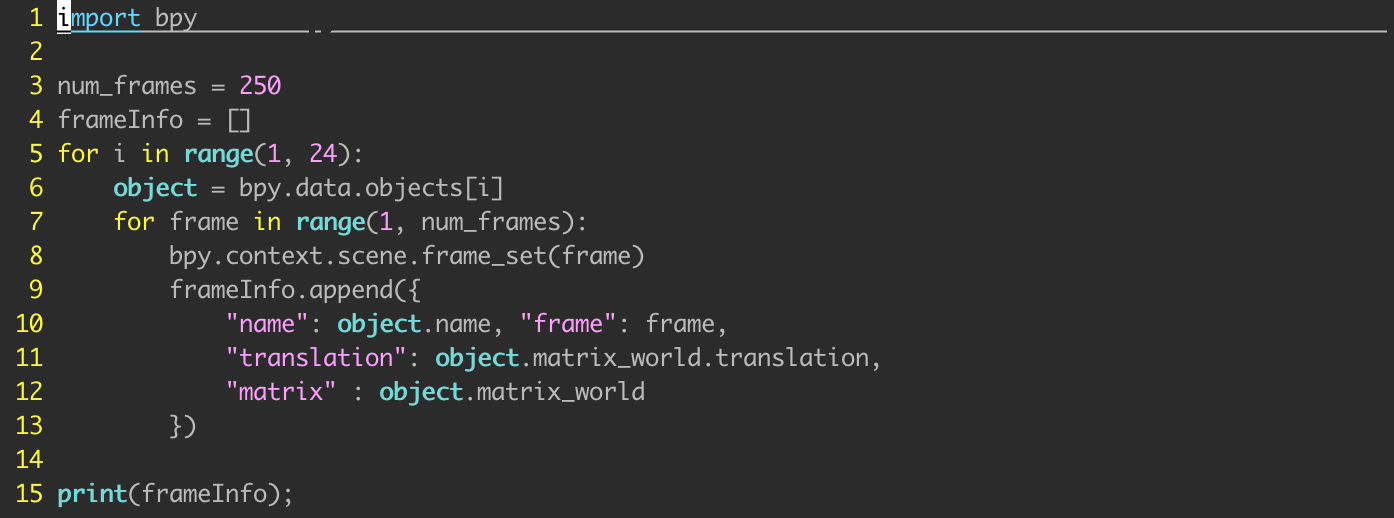 1 import bpy
2
3 num_frames = 250
4 frameInfo = []
5 for i in range(1, 24):
6     object = bpy.data.objects[i]
7     for frame in range(1, num_frames):
8         bpy.context.scene.frame_set(frame)
9         frameInfo.append({
10             "name": object.name, "frame": frame,
11             "translation": object.matrix_world.translation,
12             "matrix" : object.matrix_world
13         })
14
15 print(frameInfo);